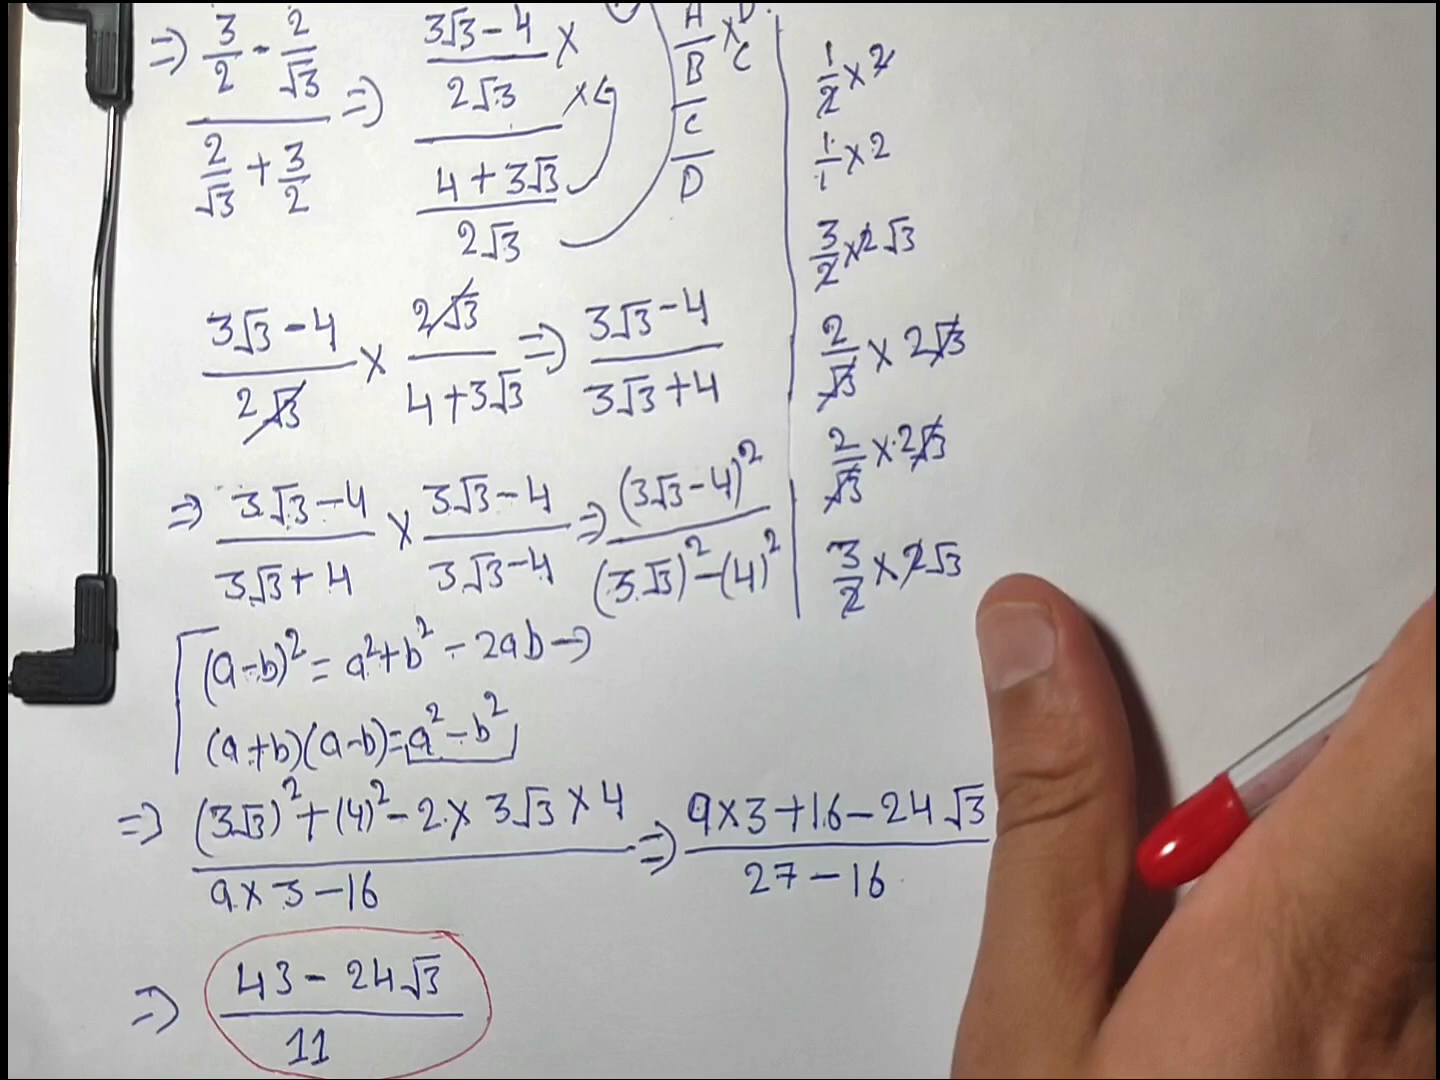 ⇒ (3/2 - 2/√3) / (2/√3 + 3/2) ⇒ ((3√3 - 4) / (2√3)) / ((4 + 3√3) / (2√3))
× ×
A/B / C/D
A/B × D/C
(3√3 - 4) / (2√3) × (2√3) / (4 + 3√3) ⇒ (3√3 - 4) / (3√3 + 4)
⇒ (3√3 - 4) / (3√3 + 4) × (3√3 - 4) / (3√3 - 4) ⇒ (3√3 - 4)² / ((3√3)² - (4)²)
(a - b)² = a² + b² - 2ab →
(a + b)(a - b) = a² - b²
⇒ ((3√3)² + (4)² - 2 × 3√3 × 4) / (9 × 3 - 16) ⇒ (9 × 3 + 16 - 24√3) / (27 - 16)
⇒ (43 - 24√3) / 11
1/2 × 2
1/1 × 2
3/2 × 2√3
2/√3 × 2√3
2/√3 × 2√3
3/2 × 2√3